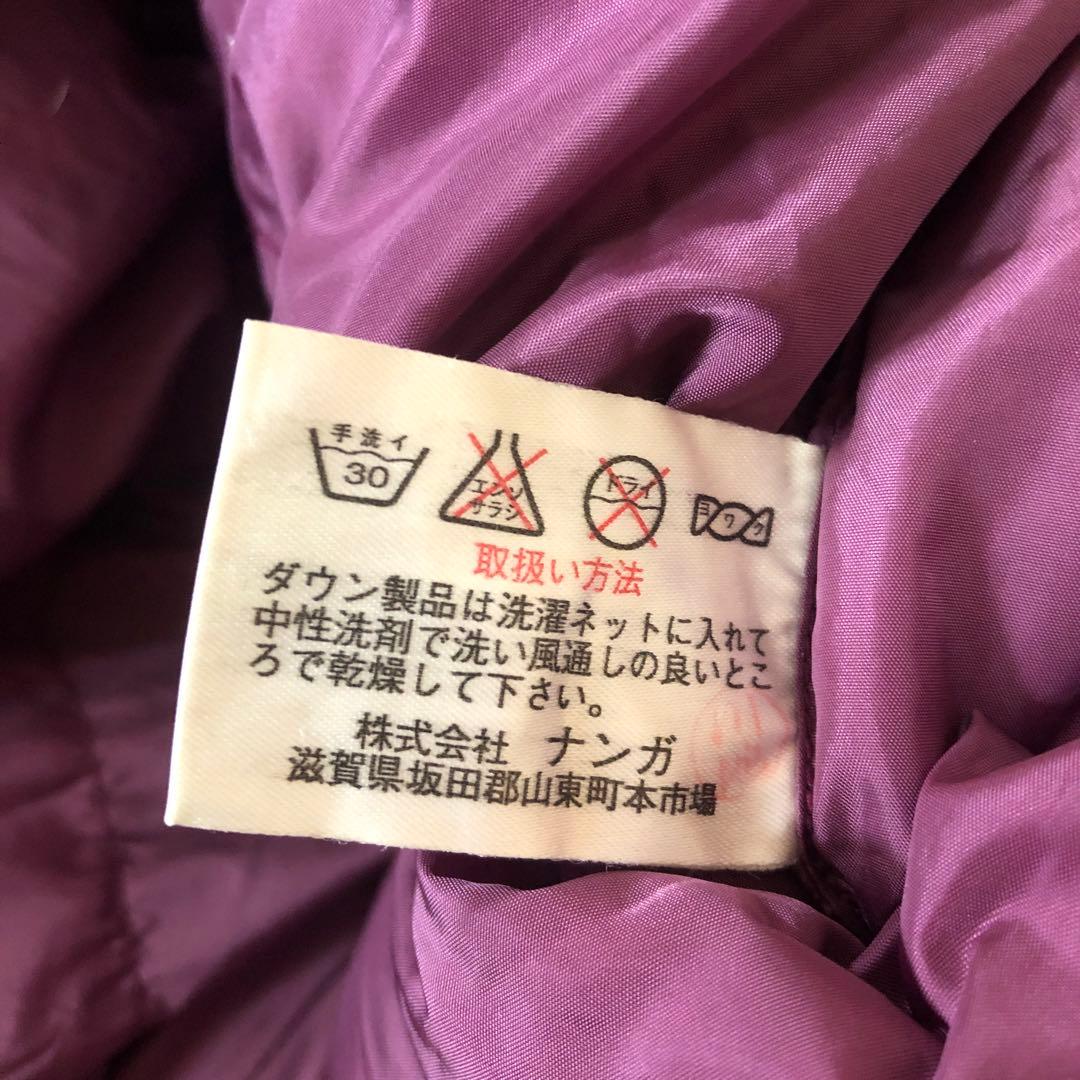 手洗イ
30
エンソ
サラシ
ドライ
ヨワク
取扱い方法
ダウン製品は洗濯ネットに入れて
中性洗剤で洗い風通しの良いとこ
ろで乾燥して下さい。
株式会社 ナンガ
滋賀県坂田郡山東町本市場